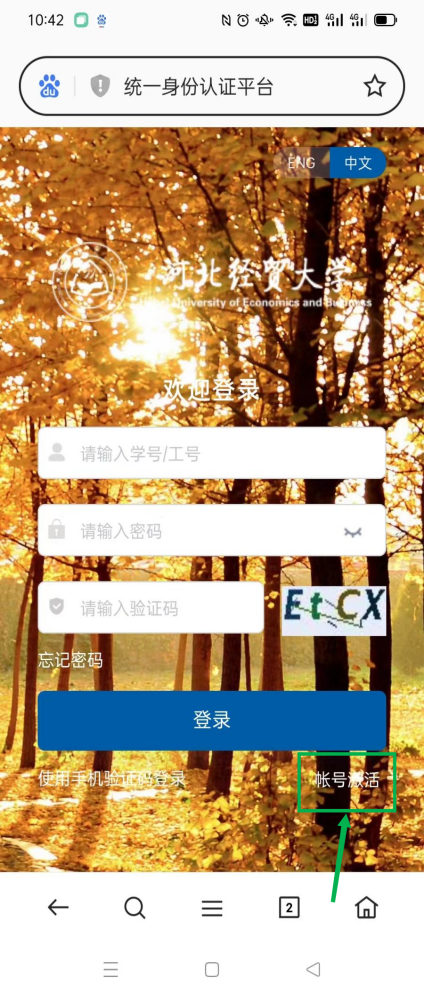 10:42
统一身份认证平台
ENG 中文
河北经贸大学
Hebei University of Economics and Business
欢迎登录
请输入学号/工号
请输入密码
请输入验证码
EtCX
忘记密码
登录
使用手机验证码登录 帐号激活
2